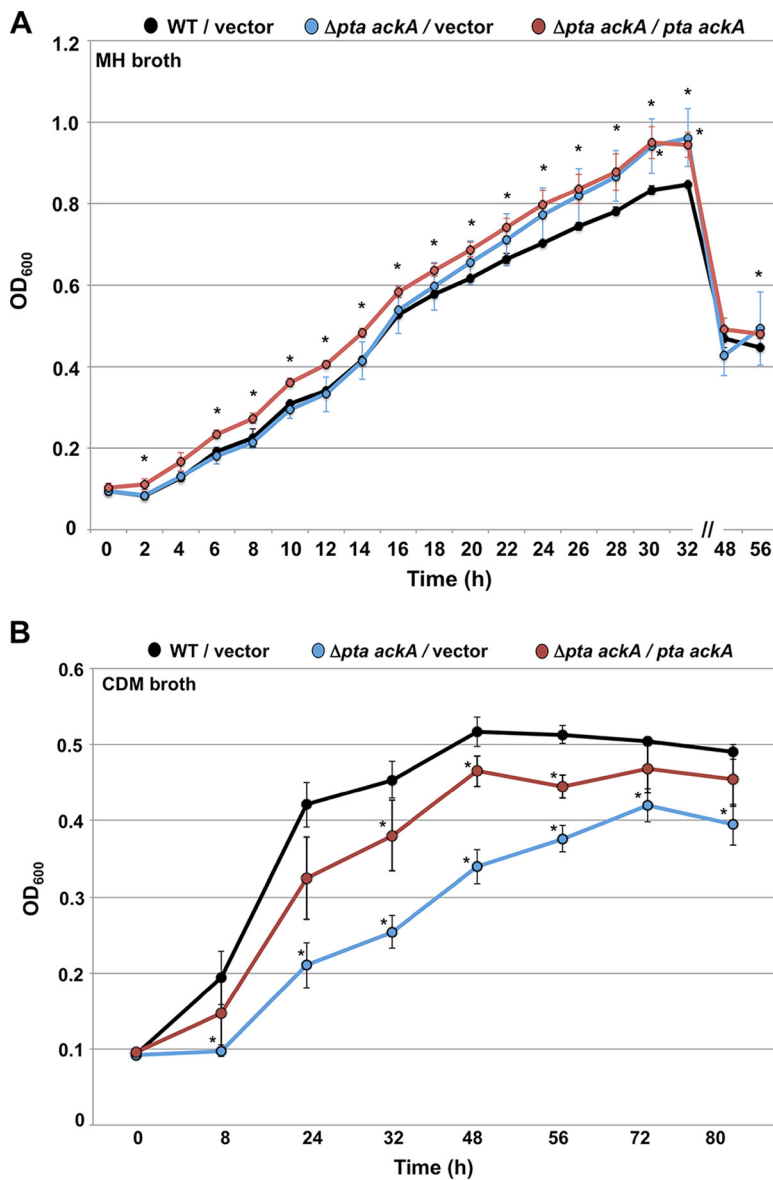 A
WT / vector Δpta ackA / vector Δpta ackA / pta ackA
MH broth
1.2
1.0
0.8
0.6
0.4
0.2
0
OD600
* * * * * * * * * * * * * * * * * *
0 2 4 6 8 10 12 14 16 18 20 22 24 26 28 30 32 // 48 56
Time (h)
B
WT / vector Δpta ackA / vector Δpta ackA / pta ackA
CDM broth
0.6
0.5
0.4
0.3
0.2
0.1
0
OD600
* * * * * * * * * *
0 8 24 32 48 56 72 80
Time (h)